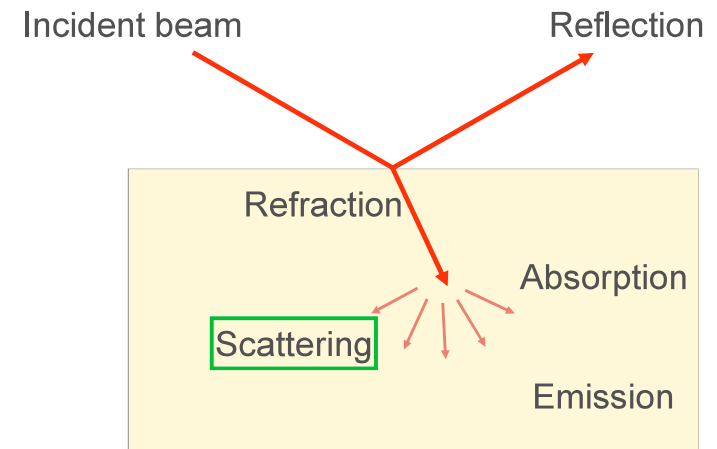 Incident beam
Reflection
Refraction
Absorption
Scattering
Emission